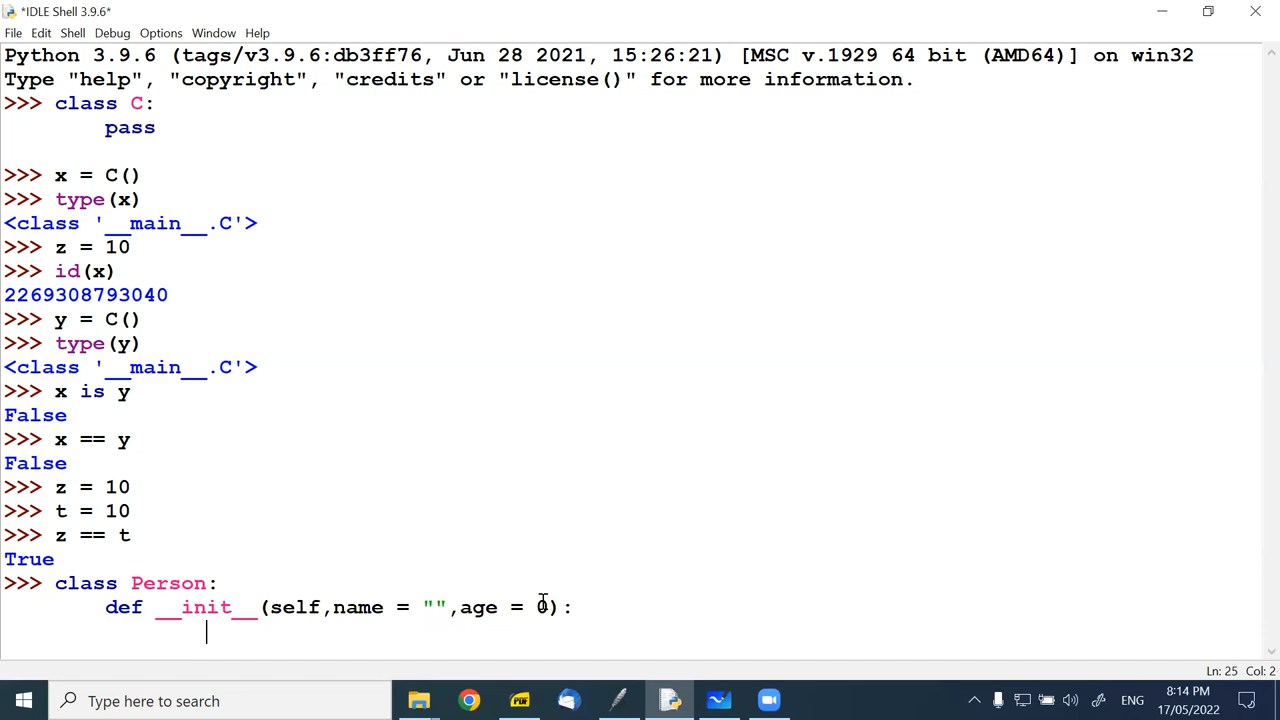 *IDLE Shell 3.9.6*
File Edit Shell Debug Options Window Help
Python 3.9.6 (tags/v3.9.6:db3ff76, Jun 28 2021, 15:26:21) [MSC v.1929 64 bit (AMD64)] on win32
Type "help", "copyright", "credits" or "license()" for more information.
>>> class C:
        pass
>>> x = C()
>>> type(x)
<class '__main__.C'>
>>> z = 10
>>> id(x)
2269308793040
>>> y = C()
>>> type(y)
<class '__main__.C'>
>>> x is y
False
>>> x == y
False
>>> z = 10
>>> t = 10
>>> z == t
True
>>> class Person:
        def __init__(self,name = "",age = 0):
Ln: 25 Col: 2
Type here to search
PDF
ENG
8:14 PM
17/05/2022